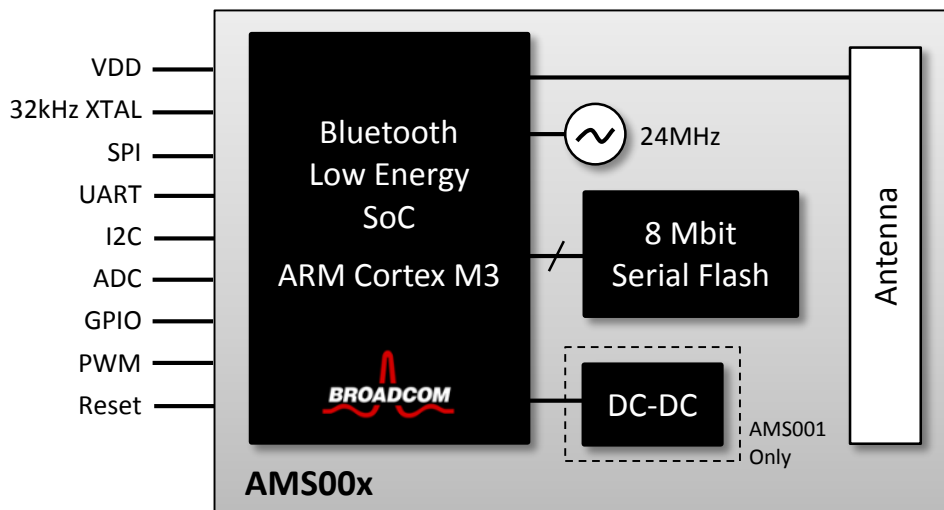 VDD
32kHz XTAL
SPI
UART
I2C
ADC
GPIO
PWM
Reset
Bluetooth
Low Energy
SoC
ARM Cortex M3
BROADCOM
24MHz
8 Mbit
Serial Flash
DC-DC
AMS001
Only
Antenna
AMS00x